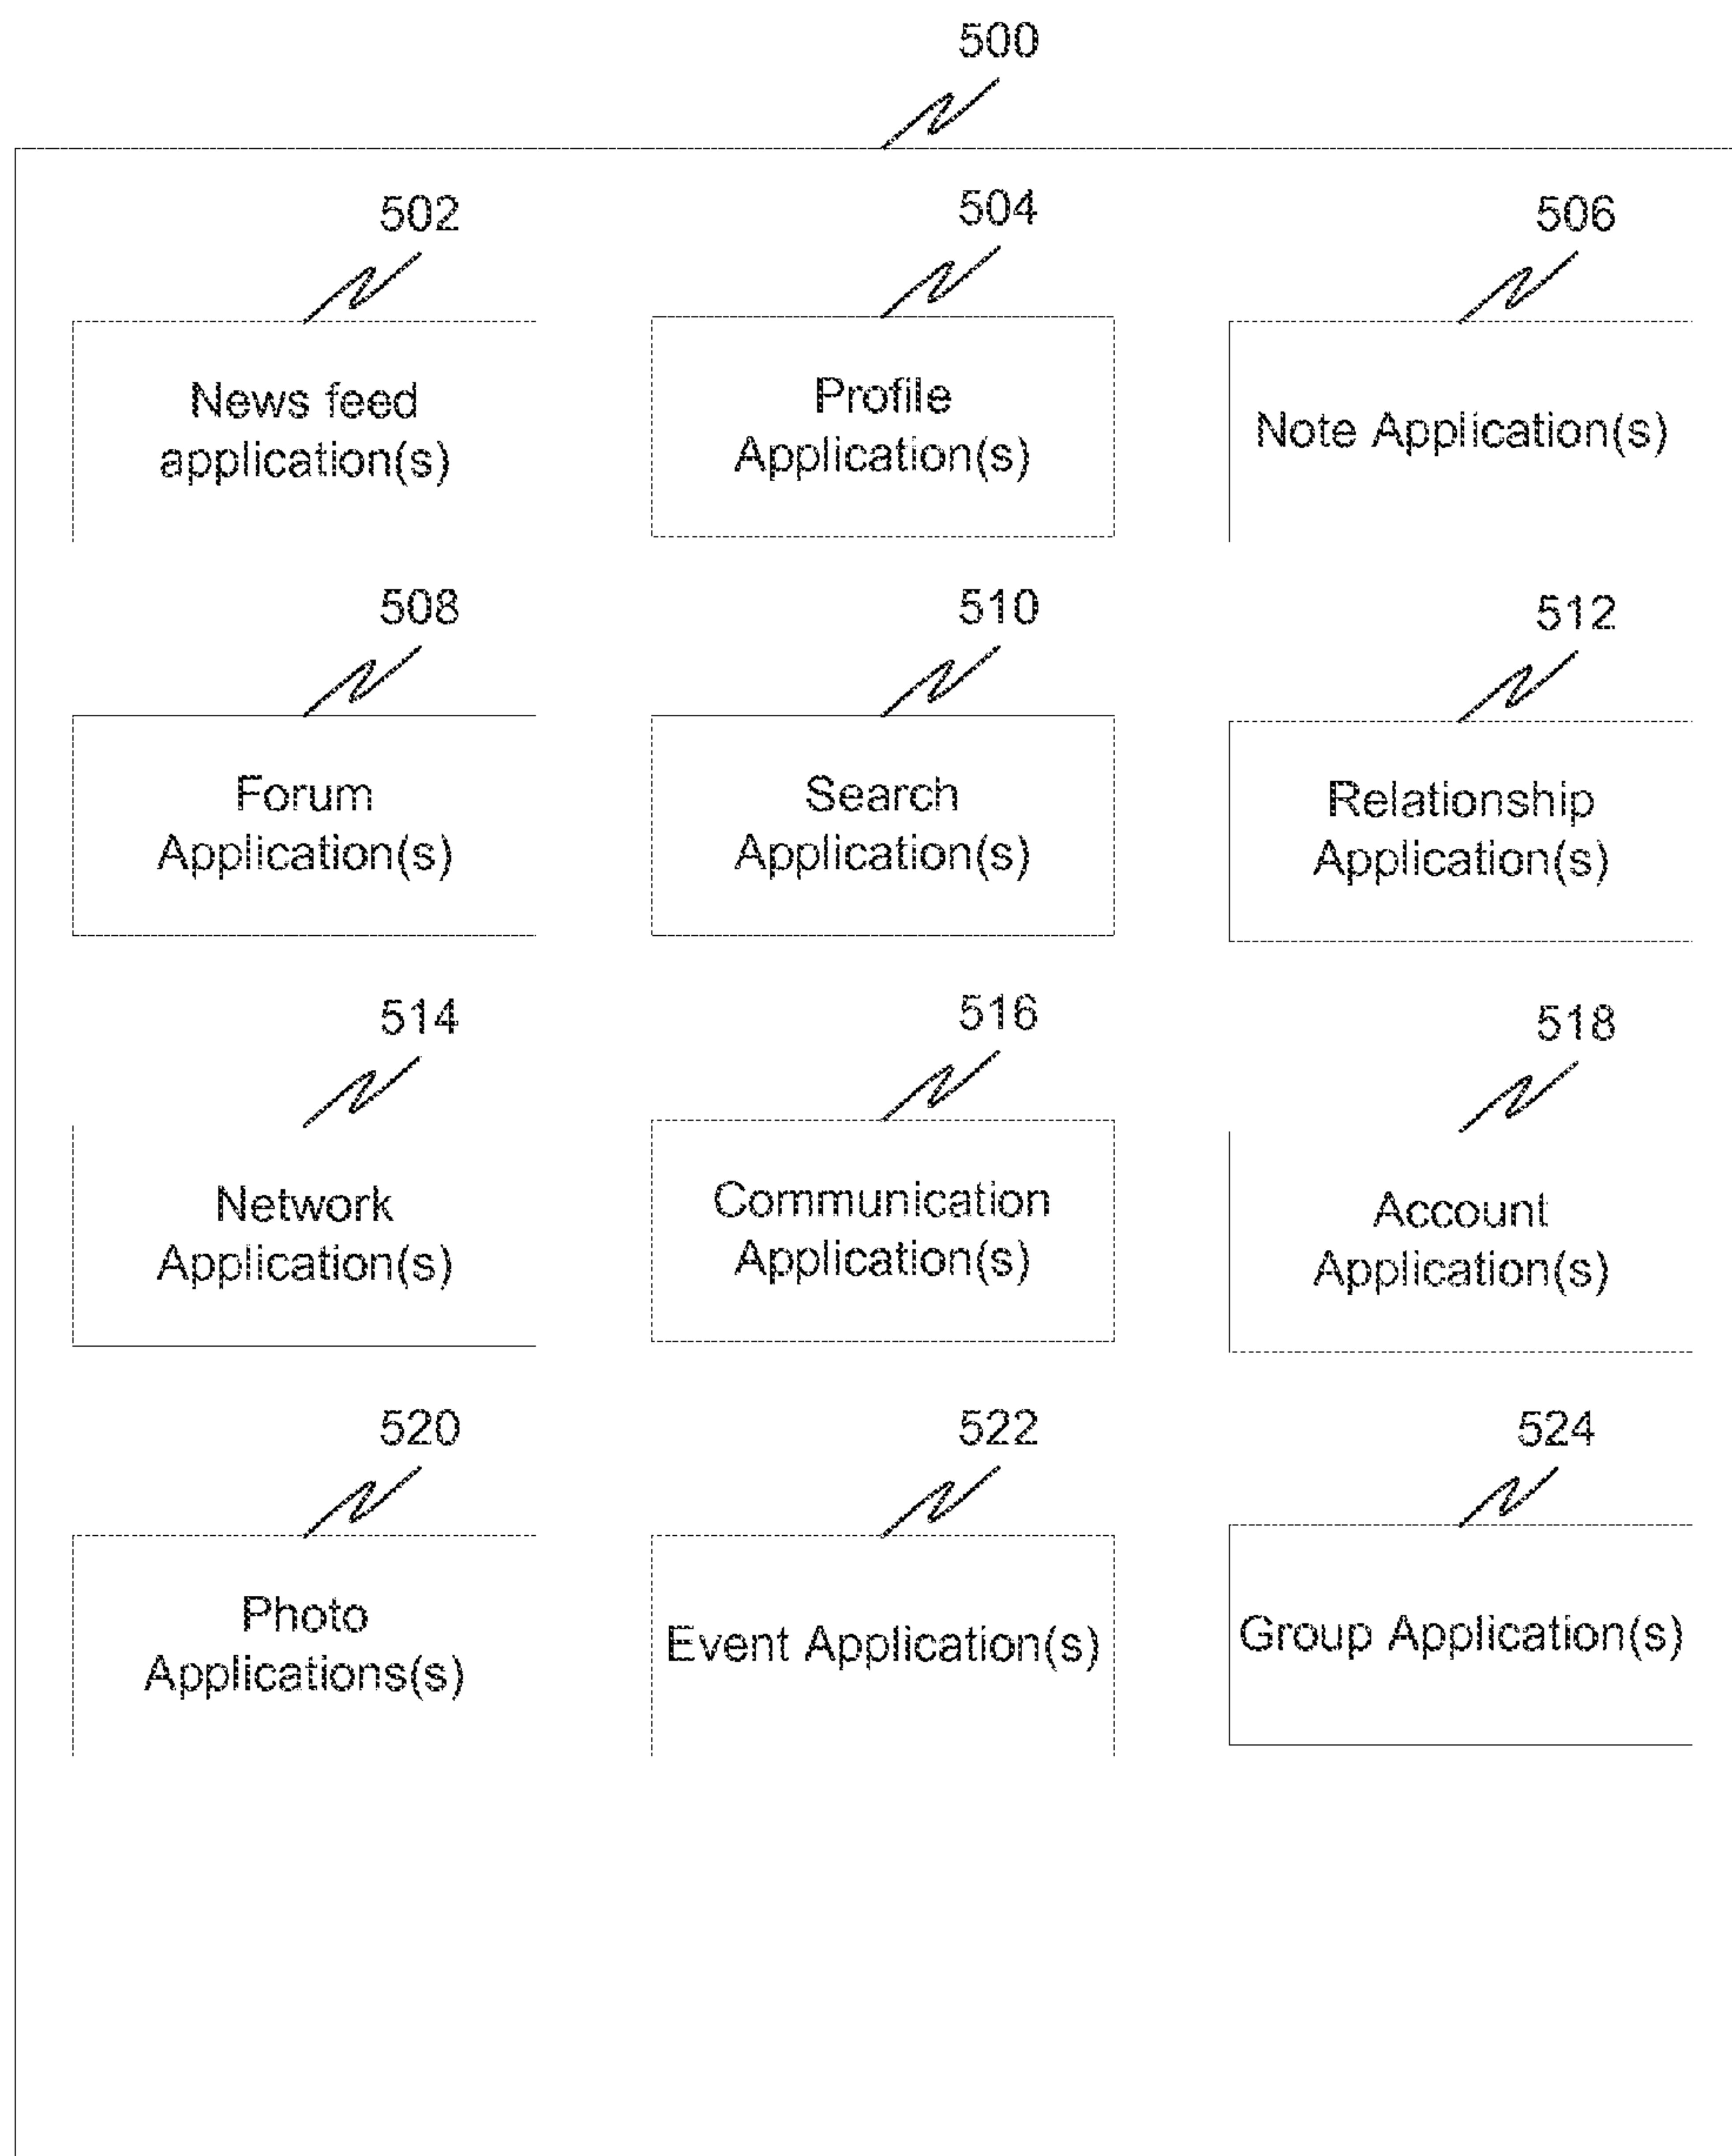 500
502
504
506
News feed
application(s)
Profile
Application(s)
Note Application(s)
508
510
512
Forum
Application(s)
Search
Application(s)
Relationship
Application(s)
514
516
518
Network
Application(s)
Communication
Application(s)
Account
Application(s)
520
522
524
Photo
Applications(s)
Event Application(s)
Group Application(s)